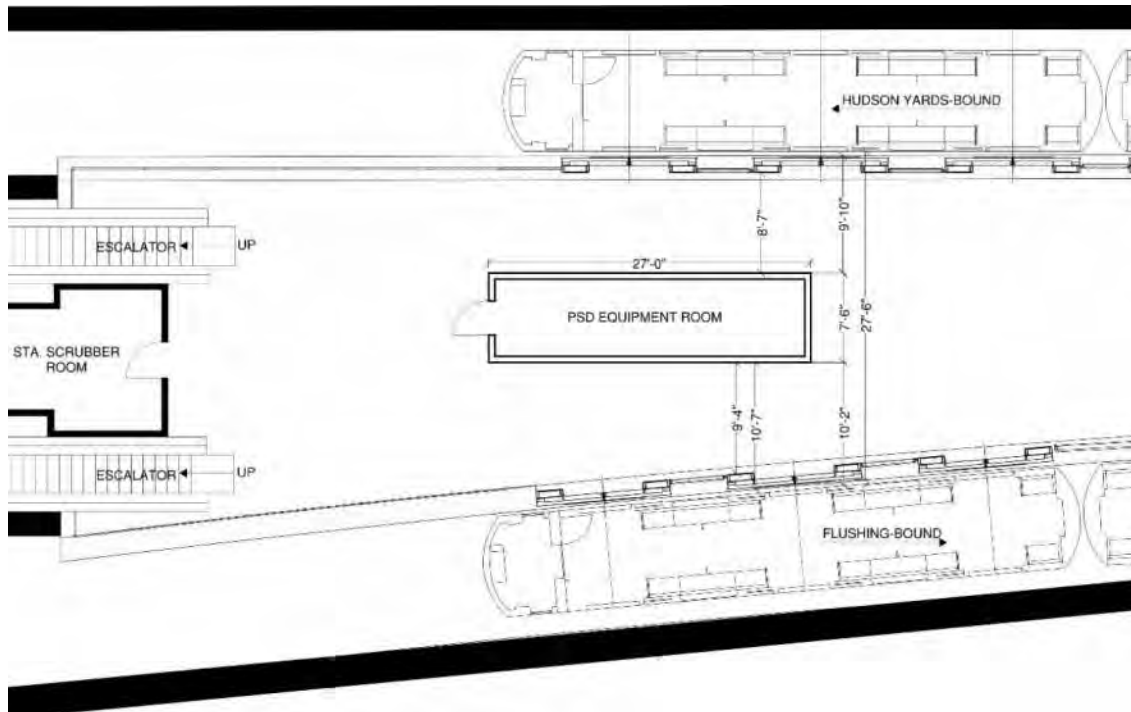 HUDSON YARDS-BOUND
8'-7"
9'-10"
ESCALATOR
UP
27'-0"
PSD EQUIPMENT ROOM
7'-6"
27'-6"
STA. SCRUBBER
ROOM
9'-4"
10'-7"
10'-2"
ESCALATOR
UP
FLUSHING-BOUND